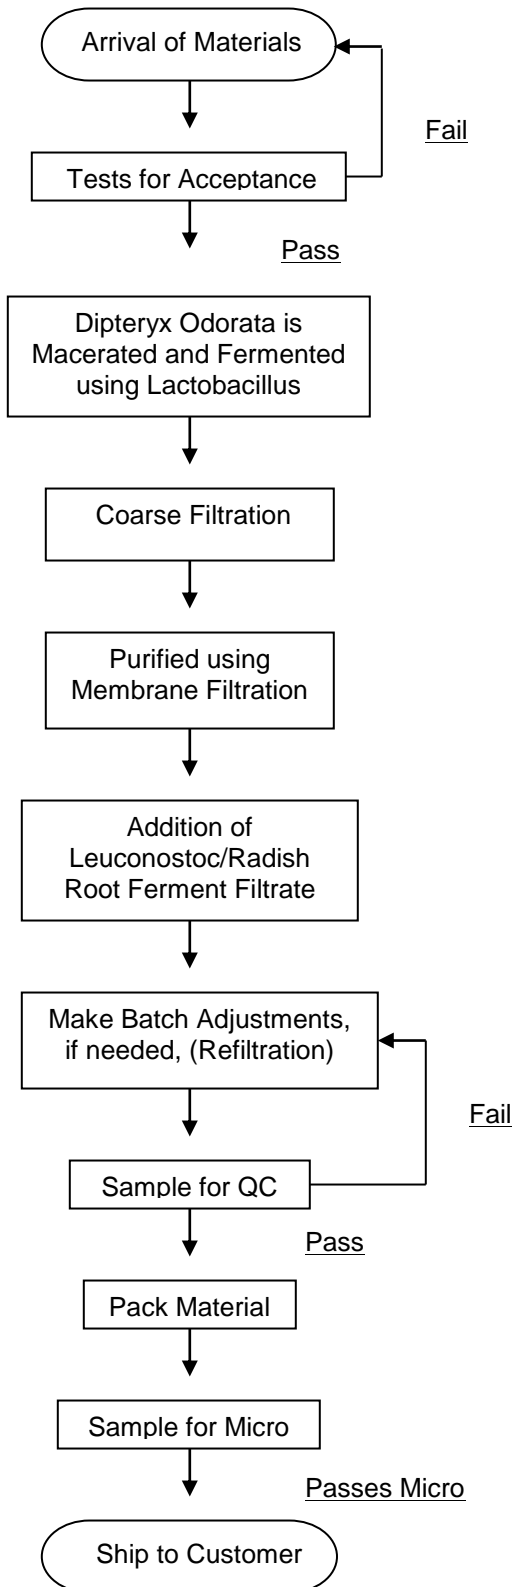 Arrival of Materials
Fail
Tests for Acceptance
Pass
Dipteryx Odorata is
Macerated and Fermented
using Lactobacillus
Coarse Filtration
Purified using
Membrane Filtration
Addition of
Leuconostoc/Radish
Root Ferment Filtrate
Make Batch Adjustments,
if needed, (Refiltration)
Fail
Sample for QC
Pass
Pack Material
Sample for Micro
Passes Micro
Ship to Customer